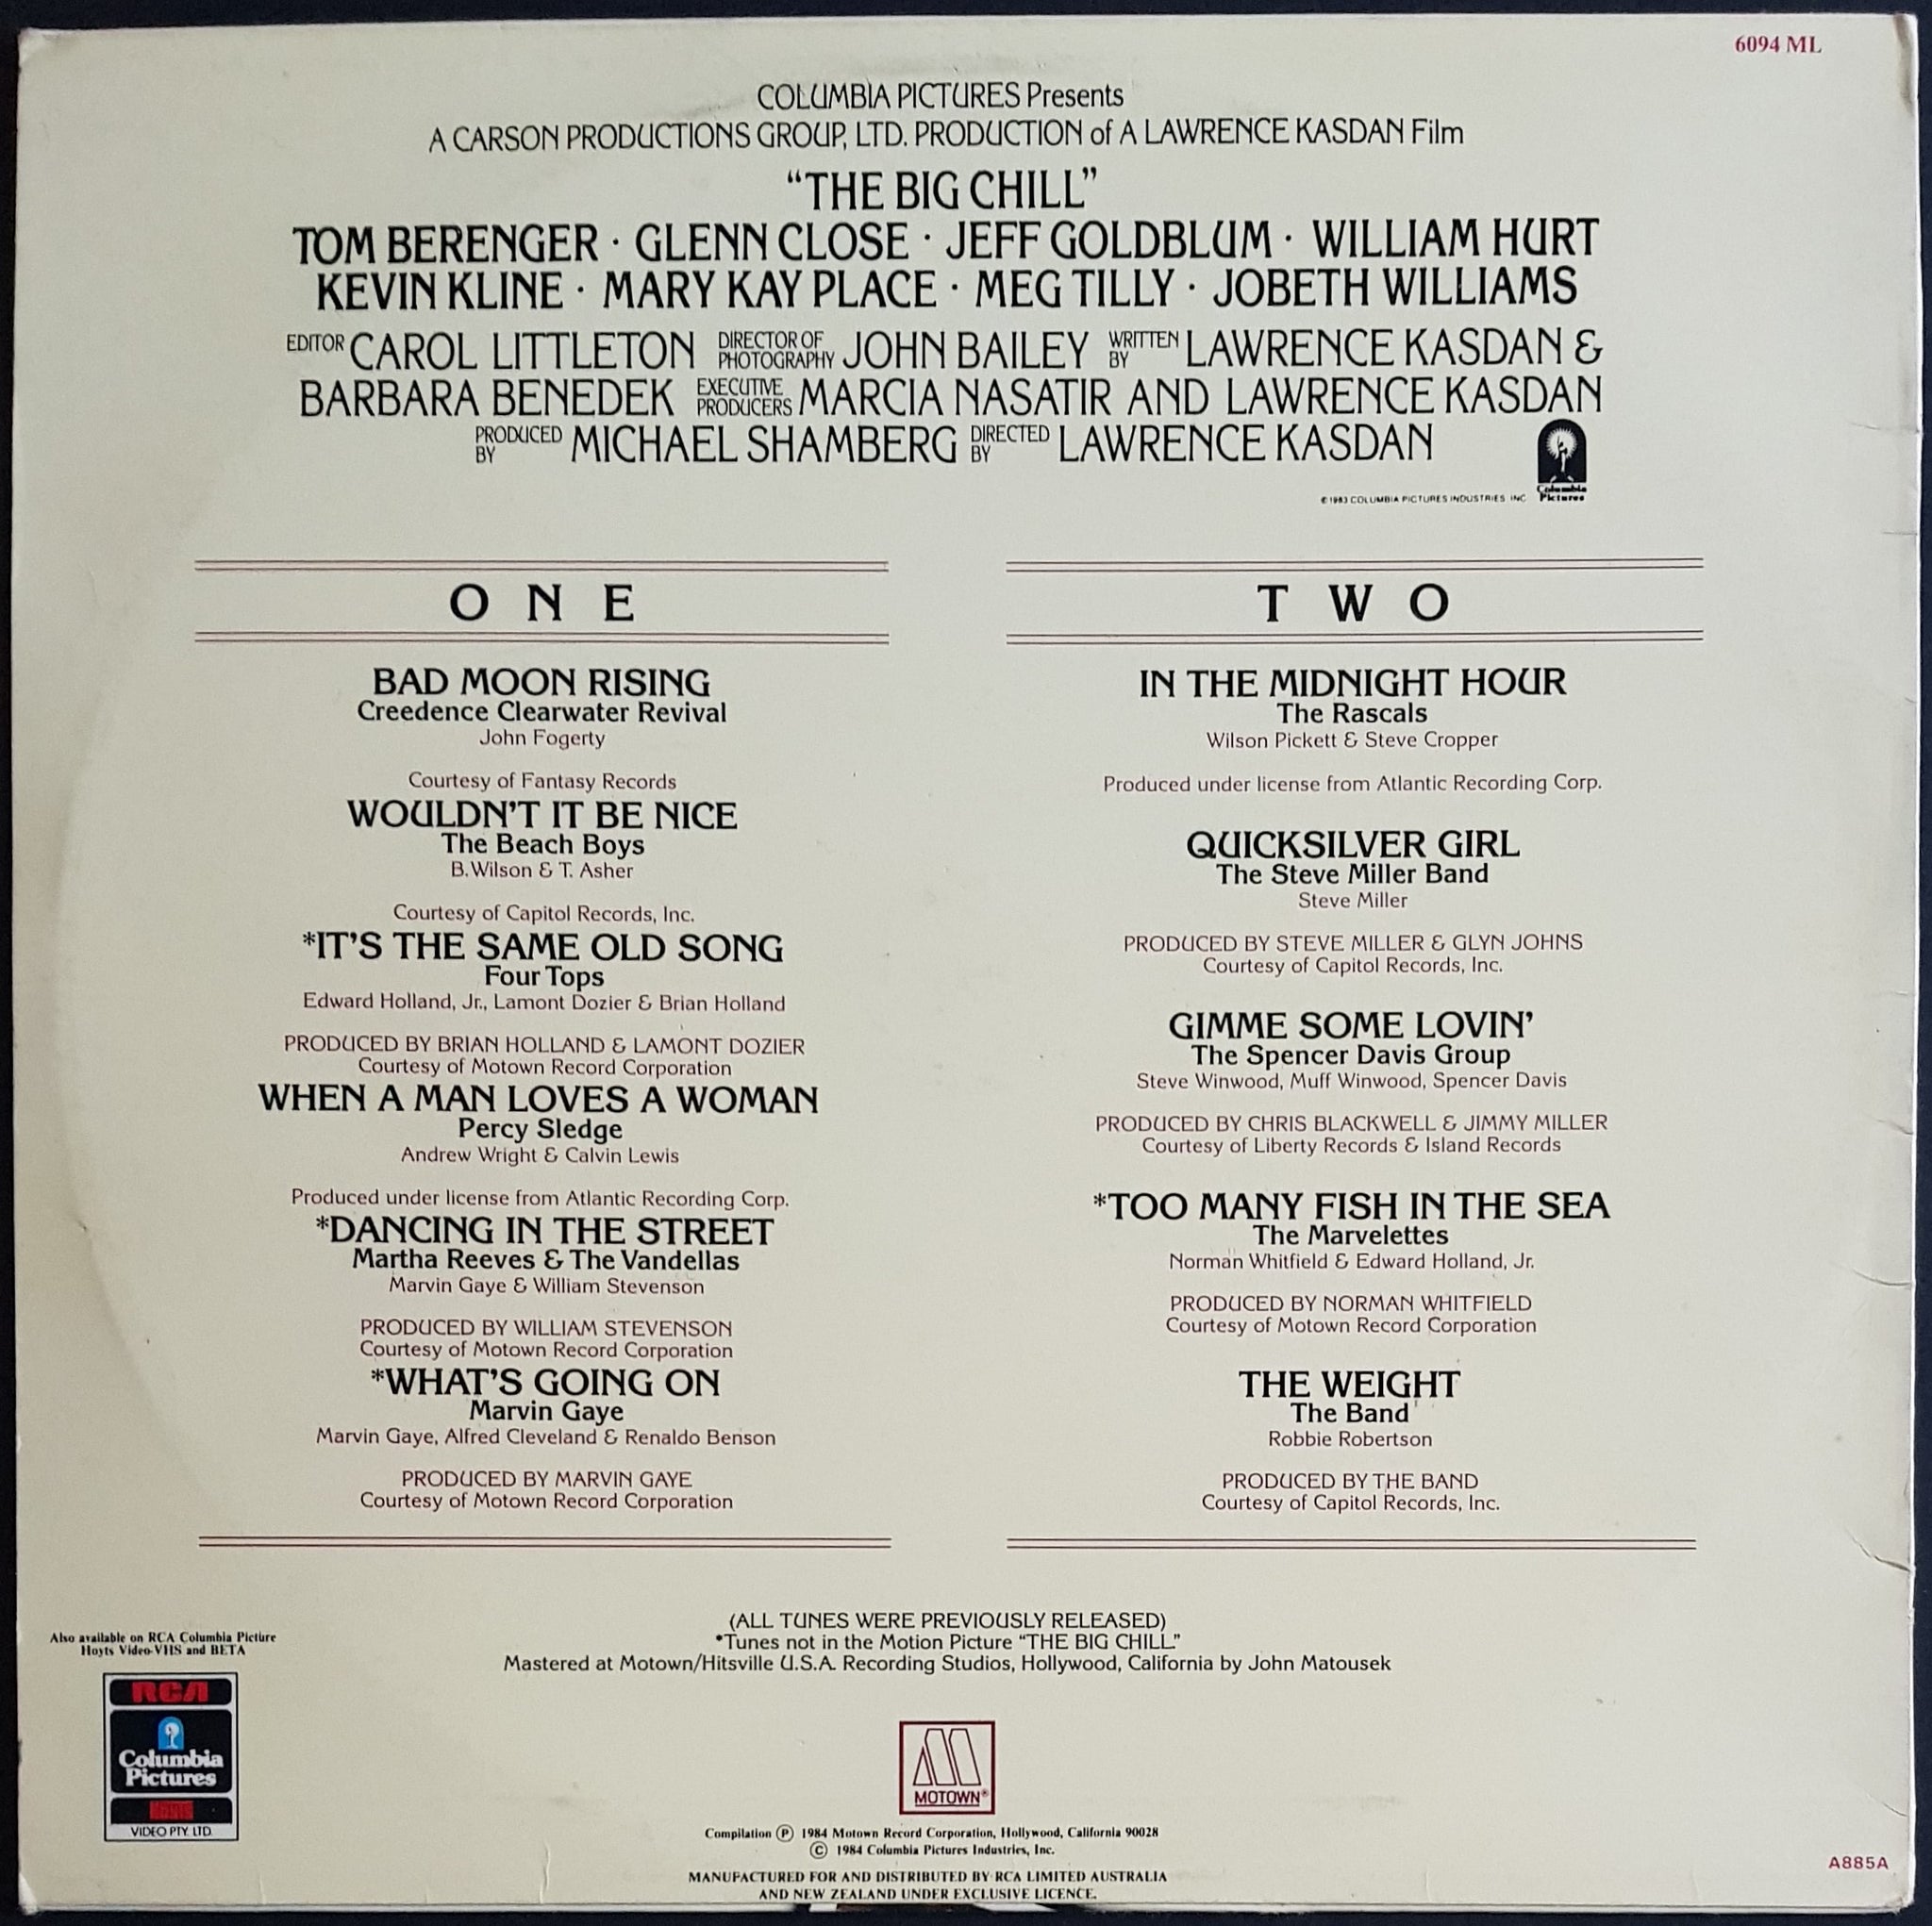 6094 ML
COLUMBIA PICTURES Presents
A CARSON PRODUCTIONS GROUP, LTD. PRODUCTION of A LAWRENCE KASDAN Film
“THE BIG CHILL”
TOM BERENGER · GLENN CLOSE · JEFF GOLDBLUM · WILLIAM HURT
KEVIN KLINE · MARY KAY PLACE · MEG TILLY · JOBETH WILLIAMS
EDITOR CAROL LITTLETON DIRECTOR OF PHOTOGRAPHY JOHN BAILEY WRITTEN BY LAWRENCE KASDAN &
BARBARA BENEDEK EXECUTIVE PRODUCERS MARCIA NASATIR AND LAWRENCE KASDAN
PRODUCED BY MICHAEL SHAMBERG DIRECTED BY LAWRENCE KASDAN
© 1983 COLUMBIA PICTURES INDUSTRIES INC
Columbia
Pictures
ONE
BAD MOON RISING
Creedence Clearwater Revival
John Fogerty
Courtesy of Fantasy Records
WOULDN'T IT BE NICE
The Beach Boys
B. Wilson & T. Asher
Courtesy of Capitol Records, Inc.
*IT'S THE SAME OLD SONG
Four Tops
Edward Holland, Jr., Lamont Dozier & Brian Holland
PRODUCED BY BRIAN HOLLAND & LAMONT DOZIER
Courtesy of Motown Record Corporation
WHEN A MAN LOVES A WOMAN
Percy Sledge
Andrew Wright & Calvin Lewis
Produced under license from Atlantic Recording Corp.
*DANCING IN THE STREET
Martha Reeves & The Vandellas
Marvin Gaye & William Stevenson
PRODUCED BY WILLIAM STEVENSON
Courtesy of Motown Record Corporation
*WHAT'S GOING ON
Marvin Gaye
Marvin Gaye, Alfred Cleveland & Renaldo Benson
PRODUCED BY MARVIN GAYE
Courtesy of Motown Record Corporation
TWO
IN THE MIDNIGHT HOUR
The Rascals
Wilson Pickett & Steve Cropper
Produced under license from Atlantic Recording Corp.
QUICKSILVER GIRL
The Steve Miller Band
Steve Miller
PRODUCED BY STEVE MILLER & GLYN JOHNS
Courtesy of Capitol Records, Inc.
GIMME SOME LOVIN'
The Spencer Davis Group
Steve Winwood, Muff Winwood, Spencer Davis
PRODUCED BY CHRIS BLACKWELL & JIMMY MILLER
Courtesy of Liberty Records & Island Records
*TOO MANY FISH IN THE SEA
The Marvelettes
Norman Whitfield & Edward Holland, Jr.
PRODUCED BY NORMAN WHITFIELD
Courtesy of Motown Record Corporation
THE WEIGHT
The Band
Robbie Robertson
PRODUCED BY THE BAND
Courtesy of Capitol Records, Inc.
(ALL TUNES WERE PREVIOUSLY RELEASED)
*Tunes not in the Motion Picture “THE BIG CHILL”
Mastered at Motown/Hitsville U.S.A. Recording Studios, Hollywood, California by John Matousek
Also available on RCA Columbia Picture
Hoyts Video-VHS and BETA
RCA
Columbia
Pictures
HOYTS
VIDEO PTY. LTD.
MOTOWN®
Compilation Ⓟ 1984 Motown Record Corporation, Hollywood, California 90028
© 1984 Columbia Pictures Industries, Inc.
MANUFACTURED FOR AND DISTRIBUTED BY RCA LIMITED AUSTRALIA
AND NEW ZEALAND UNDER EXCLUSIVE LICENCE.
A885A